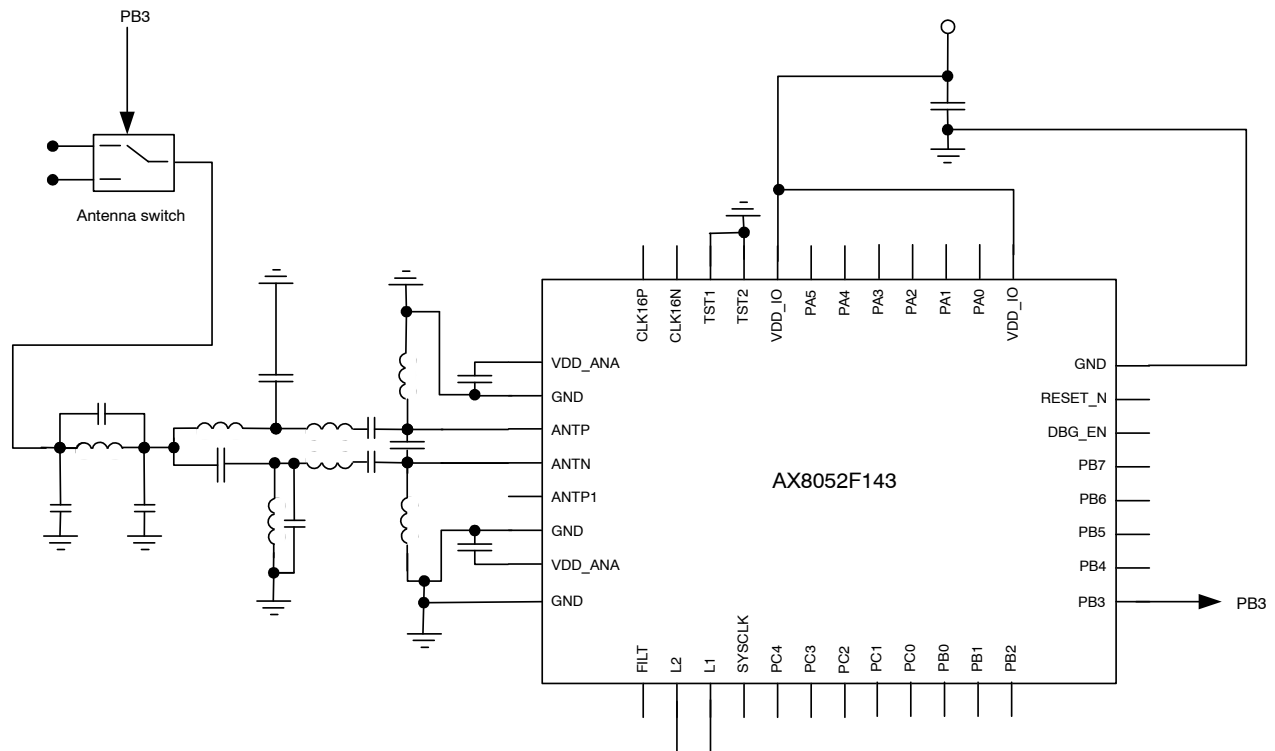 PB3
Antenna switch
CLK16P
CLK16N
TST1
TST2
VDD_IO
PA5
PA4
PA3
PA2
PA1
PA0
VDD_IO
VDD_ANA
GND
ANTP
ANTN
ANTP1
GND
VDD_ANA
GND
AX8052F143
GND
RESET_N
DBG_EN
PB7
PB6
PB5
PB4
PB3
PB3
FILT
L2
L1
SYSCLK
PC4
PC3
PC2
PC1
PC0
PB0
PB1
PB2